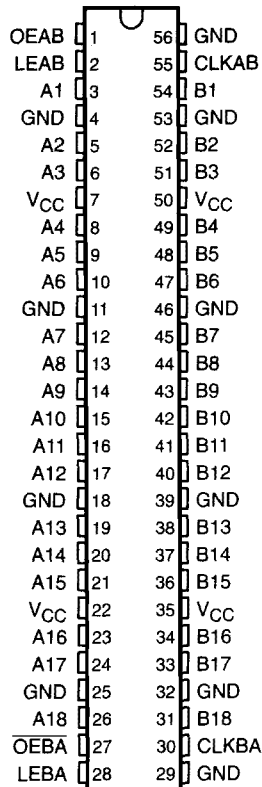 OEAB 1 56 GND
LEAB 2 55 CLKAB
A1 3 54 B1
GND 4 53 GND
A2 5 52 B2
A3 6 51 B3
VCC 7 50 VCC
A4 8 49 B4
A5 9 48 B5
A6 10 47 B6
GND 11 46 GND
A7 12 45 B7
A8 13 44 B8
A9 14 43 B9
A10 15 42 B10
A11 16 41 B11
A12 17 40 B12
GND 18 39 GND
A13 19 38 B13
A14 20 37 B14
A15 21 36 B15
VCC 22 35 VCC
A16 23 34 B16
A17 24 33 B17
GND 25 32 GND
A18 26 31 B18
O̅E̅B̅A̅ 27 30 CLKBA
LEBA 28 29 GND